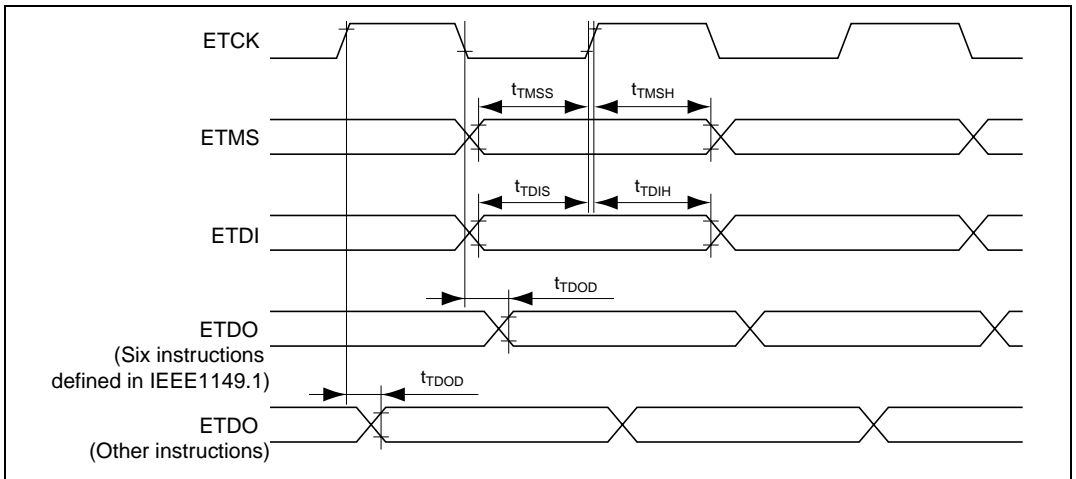 ETCK
tTMSS tTMSH
ETMS
tTDIS tTDIH
ETDI
tTDOD
ETDO
(Six instructions
defined in IEEE1149.1)
tTDOD
ETDO
(Other instructions)